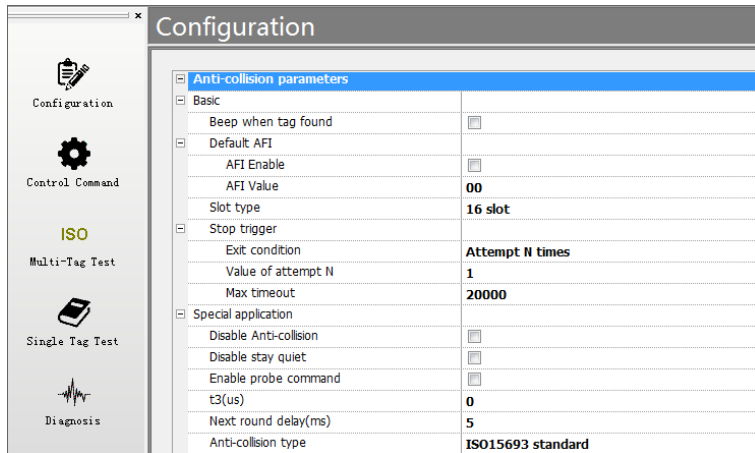 x
Configuration
Configuration
Control Command
ISO
Multi-Tag Test
Single Tag Test
Diagnosis
Anti-collision parameters
Basic
Beep when tag found
Default AFI
AFI Enable
AFI Value 00
Slot type 16 slot
Stop trigger
Exit condition Attempt N times
Value of attempt N 1
Max timeout 20000
Special application
Disable Anti-collision
Disable stay quiet
Enable probe command
t3(us) 0
Next round delay(ms) 5
Anti-collision type ISO15693 standard